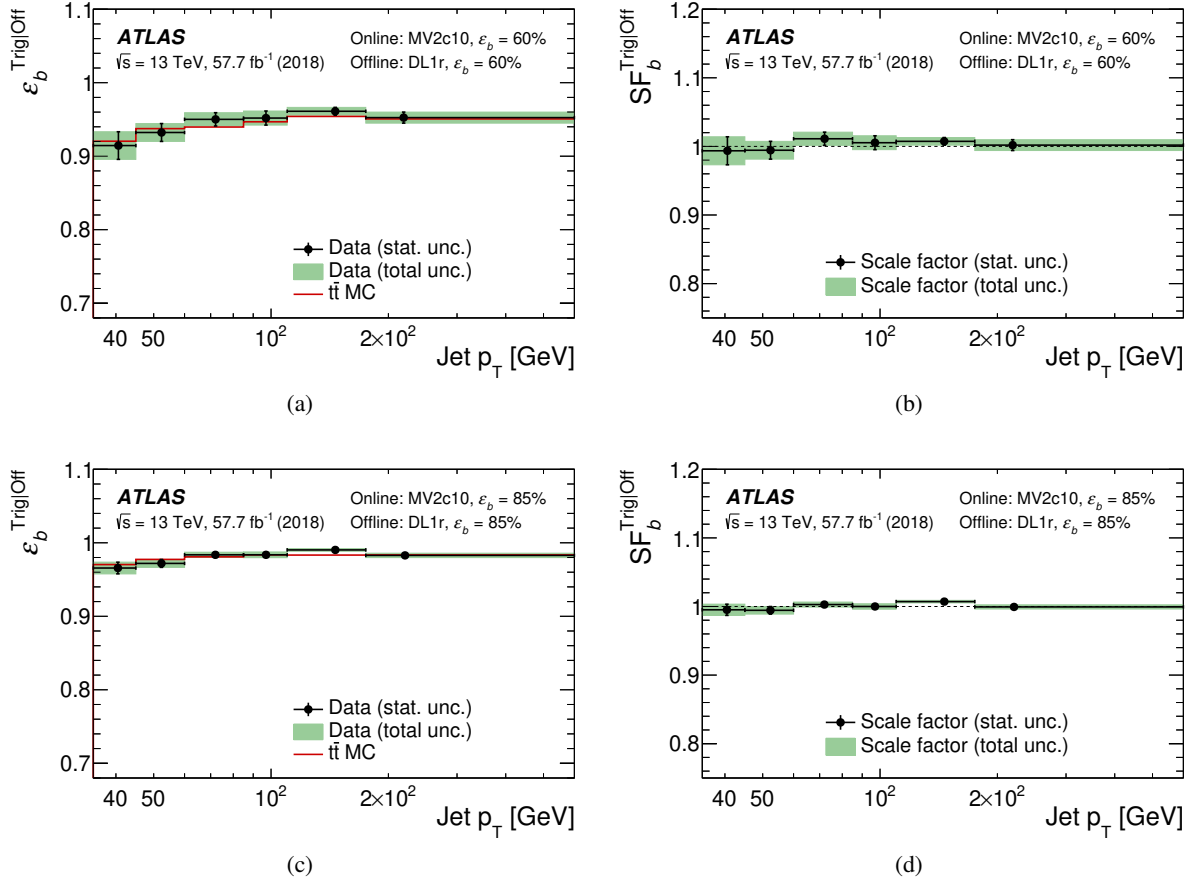 ATLAS
√s = 13 TeV, 57.7 fb⁻¹ (2018)
Online: MV2c10, ε_b = 60%
Offline: DL1r, ε_b = 60%
ε_b^Trig|Off
1.1
1
0.9
0.8
0.7
Data (stat. unc.)
Data (total unc.)
tt̄ MC
40 50 10² 2×10²
Jet p_T [GeV]
(a)
ATLAS
√s = 13 TeV, 57.7 fb⁻¹ (2018)
Online: MV2c10, ε_b = 60%
Offline: DL1r, ε_b = 60%
SF_b^Trig|Off
1.2
1.1
1
0.9
0.8
Scale factor (stat. unc.)
Scale factor (total unc.)
40 50 10² 2×10²
Jet p_T [GeV]
(b)
ATLAS
√s = 13 TeV, 57.7 fb⁻¹ (2018)
Online: MV2c10, ε_b = 85%
Offline: DL1r, ε_b = 85%
ε_b^Trig|Off
1.1
1
0.9
0.8
0.7
Data (stat. unc.)
Data (total unc.)
tt̄ MC
40 50 10² 2×10²
Jet p_T [GeV]
(c)
ATLAS
√s = 13 TeV, 57.7 fb⁻¹ (2018)
Online: MV2c10, ε_b = 85%
Offline: DL1r, ε_b = 85%
SF_b^Trig|Off
1.2
1.1
1
0.9
0.8
Scale factor (stat. unc.)
Scale factor (total unc.)
40 50 10² 2×10²
Jet p_T [GeV]
(d)